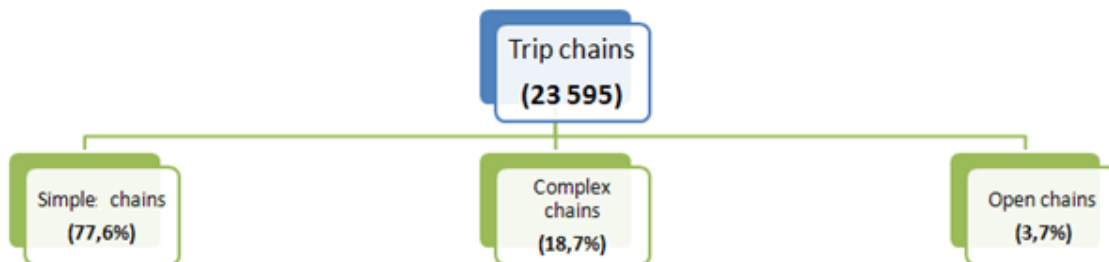 Trip chains
(23 595)
Simple chains
(77,6%)
Complex
chains
(18,7%)
Open chains
(3,7%)